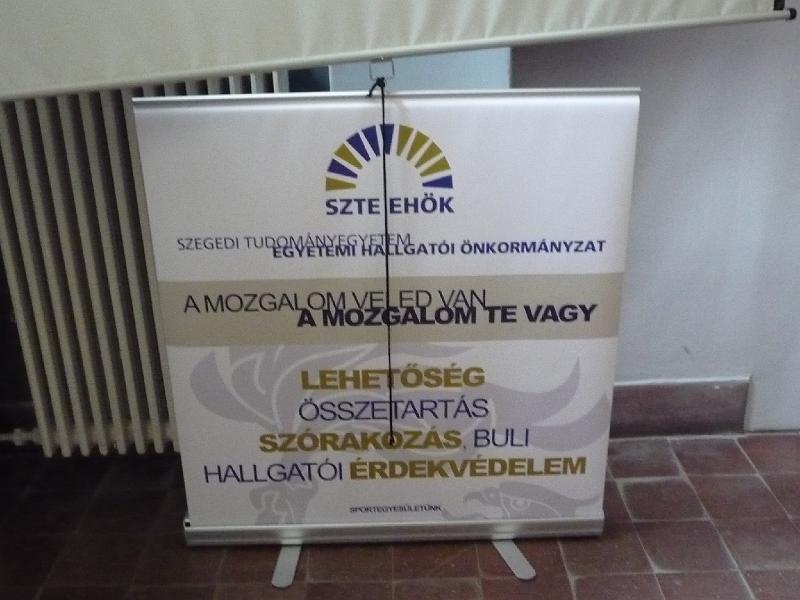 SZTE EHÖK
SZEGEDI TUDOMÁNYEGYETEM
EGYETEMI HALLGATÓI ÖNKORMÁNYZAT
A MOZGALOM VELED VAN
A MOZGALOM TE VAGY
LEHETŐSÉG
ÖSSZETARTÁS
SZÓRAKOZÁS, BULI
HALLGATÓI ÉRDEKVÉDELEM
SPORTEGYESÜLETÜNK